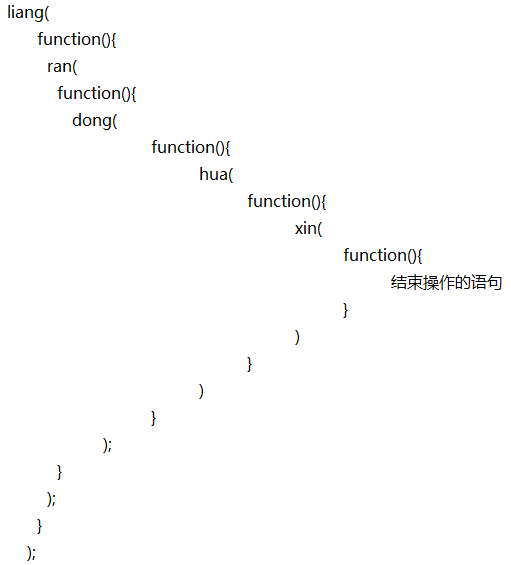 liang(
function(){
ran(
function(){
dong(
function(){
hua(
function(){
xin(
function(){
结束操作的语句
}
)
}
)
}
);
}
);
}
);